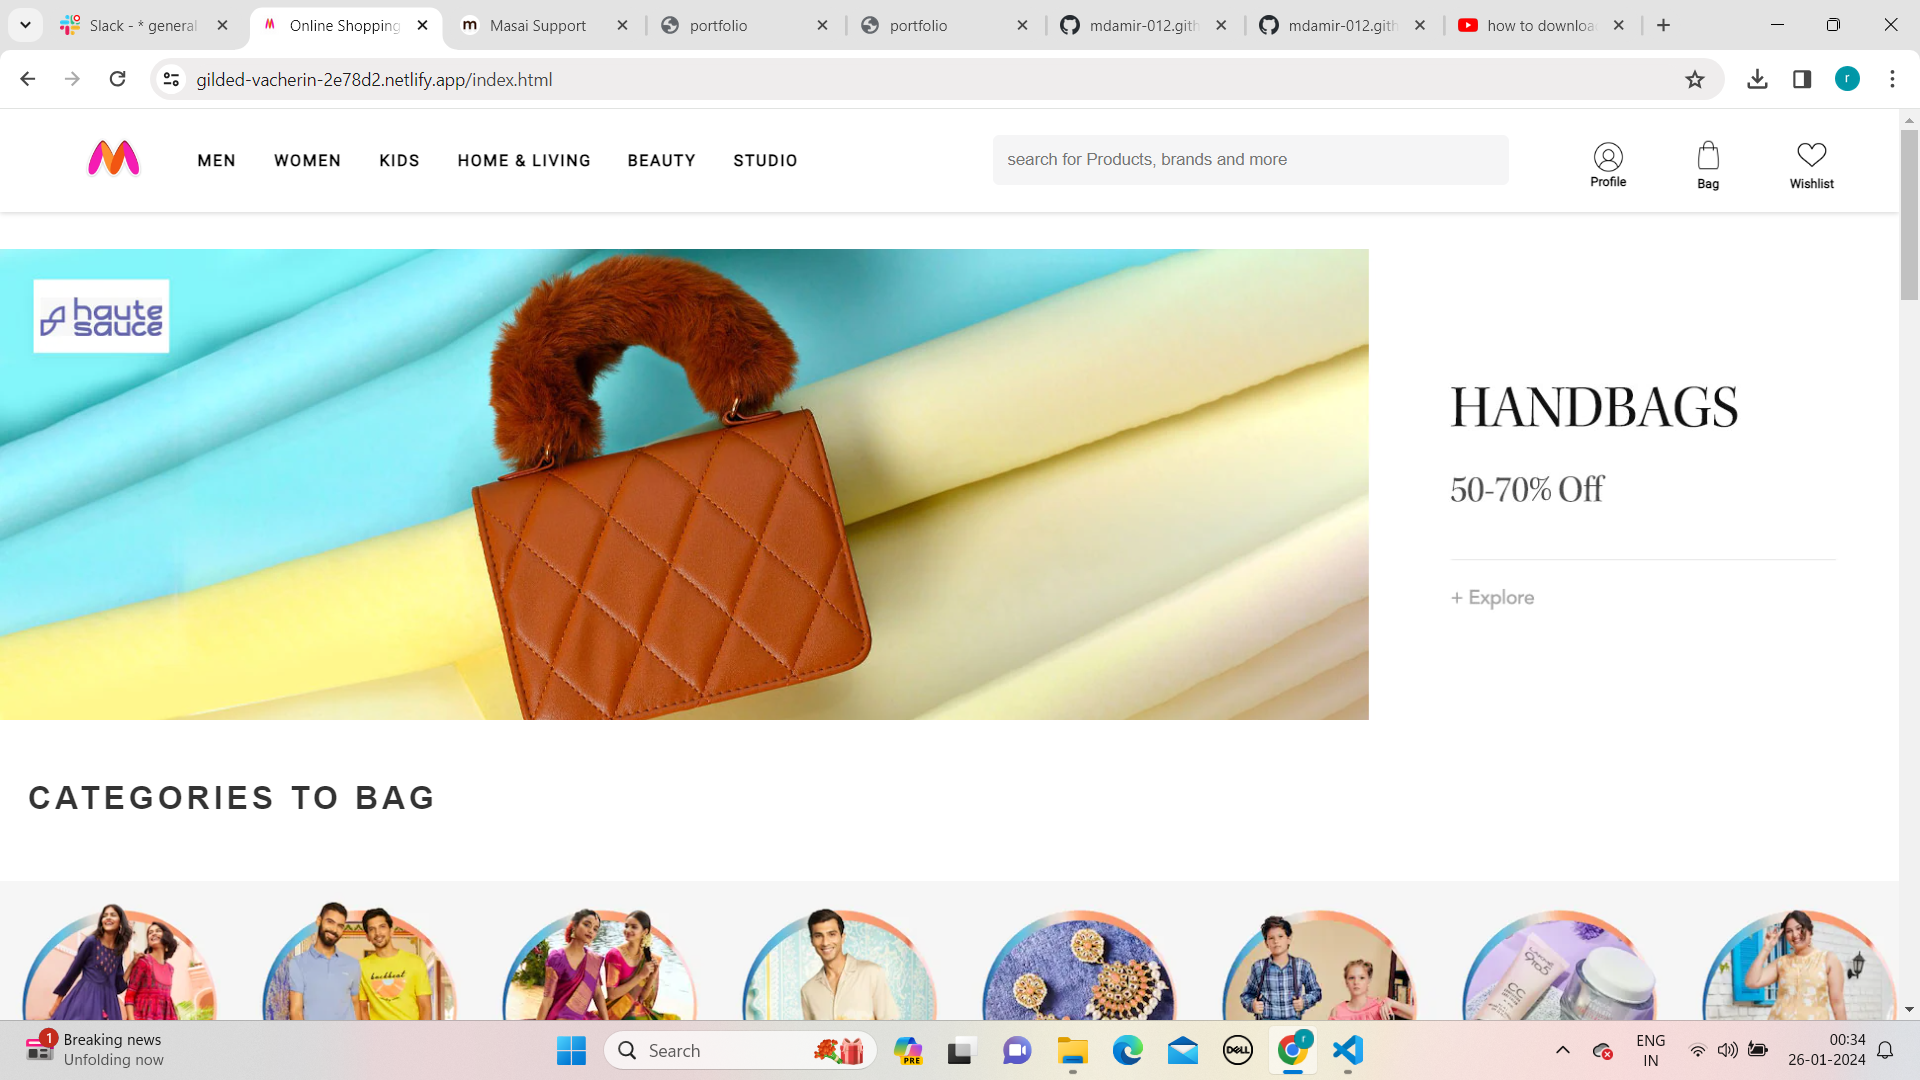 Slack - * general
Online Shopping
Masai Support
portfolio
portfolio
mdamir-012.gith
mdamir-012.gith
how to downloa
gilded-vacherin-2e78d2.netlify.app/index.html
r
MEN
WOMEN
KIDS
HOME & LIVING
BEAUTY
STUDIO
search for Products, brands and more
Profile
Bag
Wishlist
haute
sauce
HANDBAGS
50-70% Off
+ Explore
CATEGORIES TO BAG
1
Breaking news
Unfolding now
Search
PRE
DELL
r
ENG
IN
00:34
26-01-2024